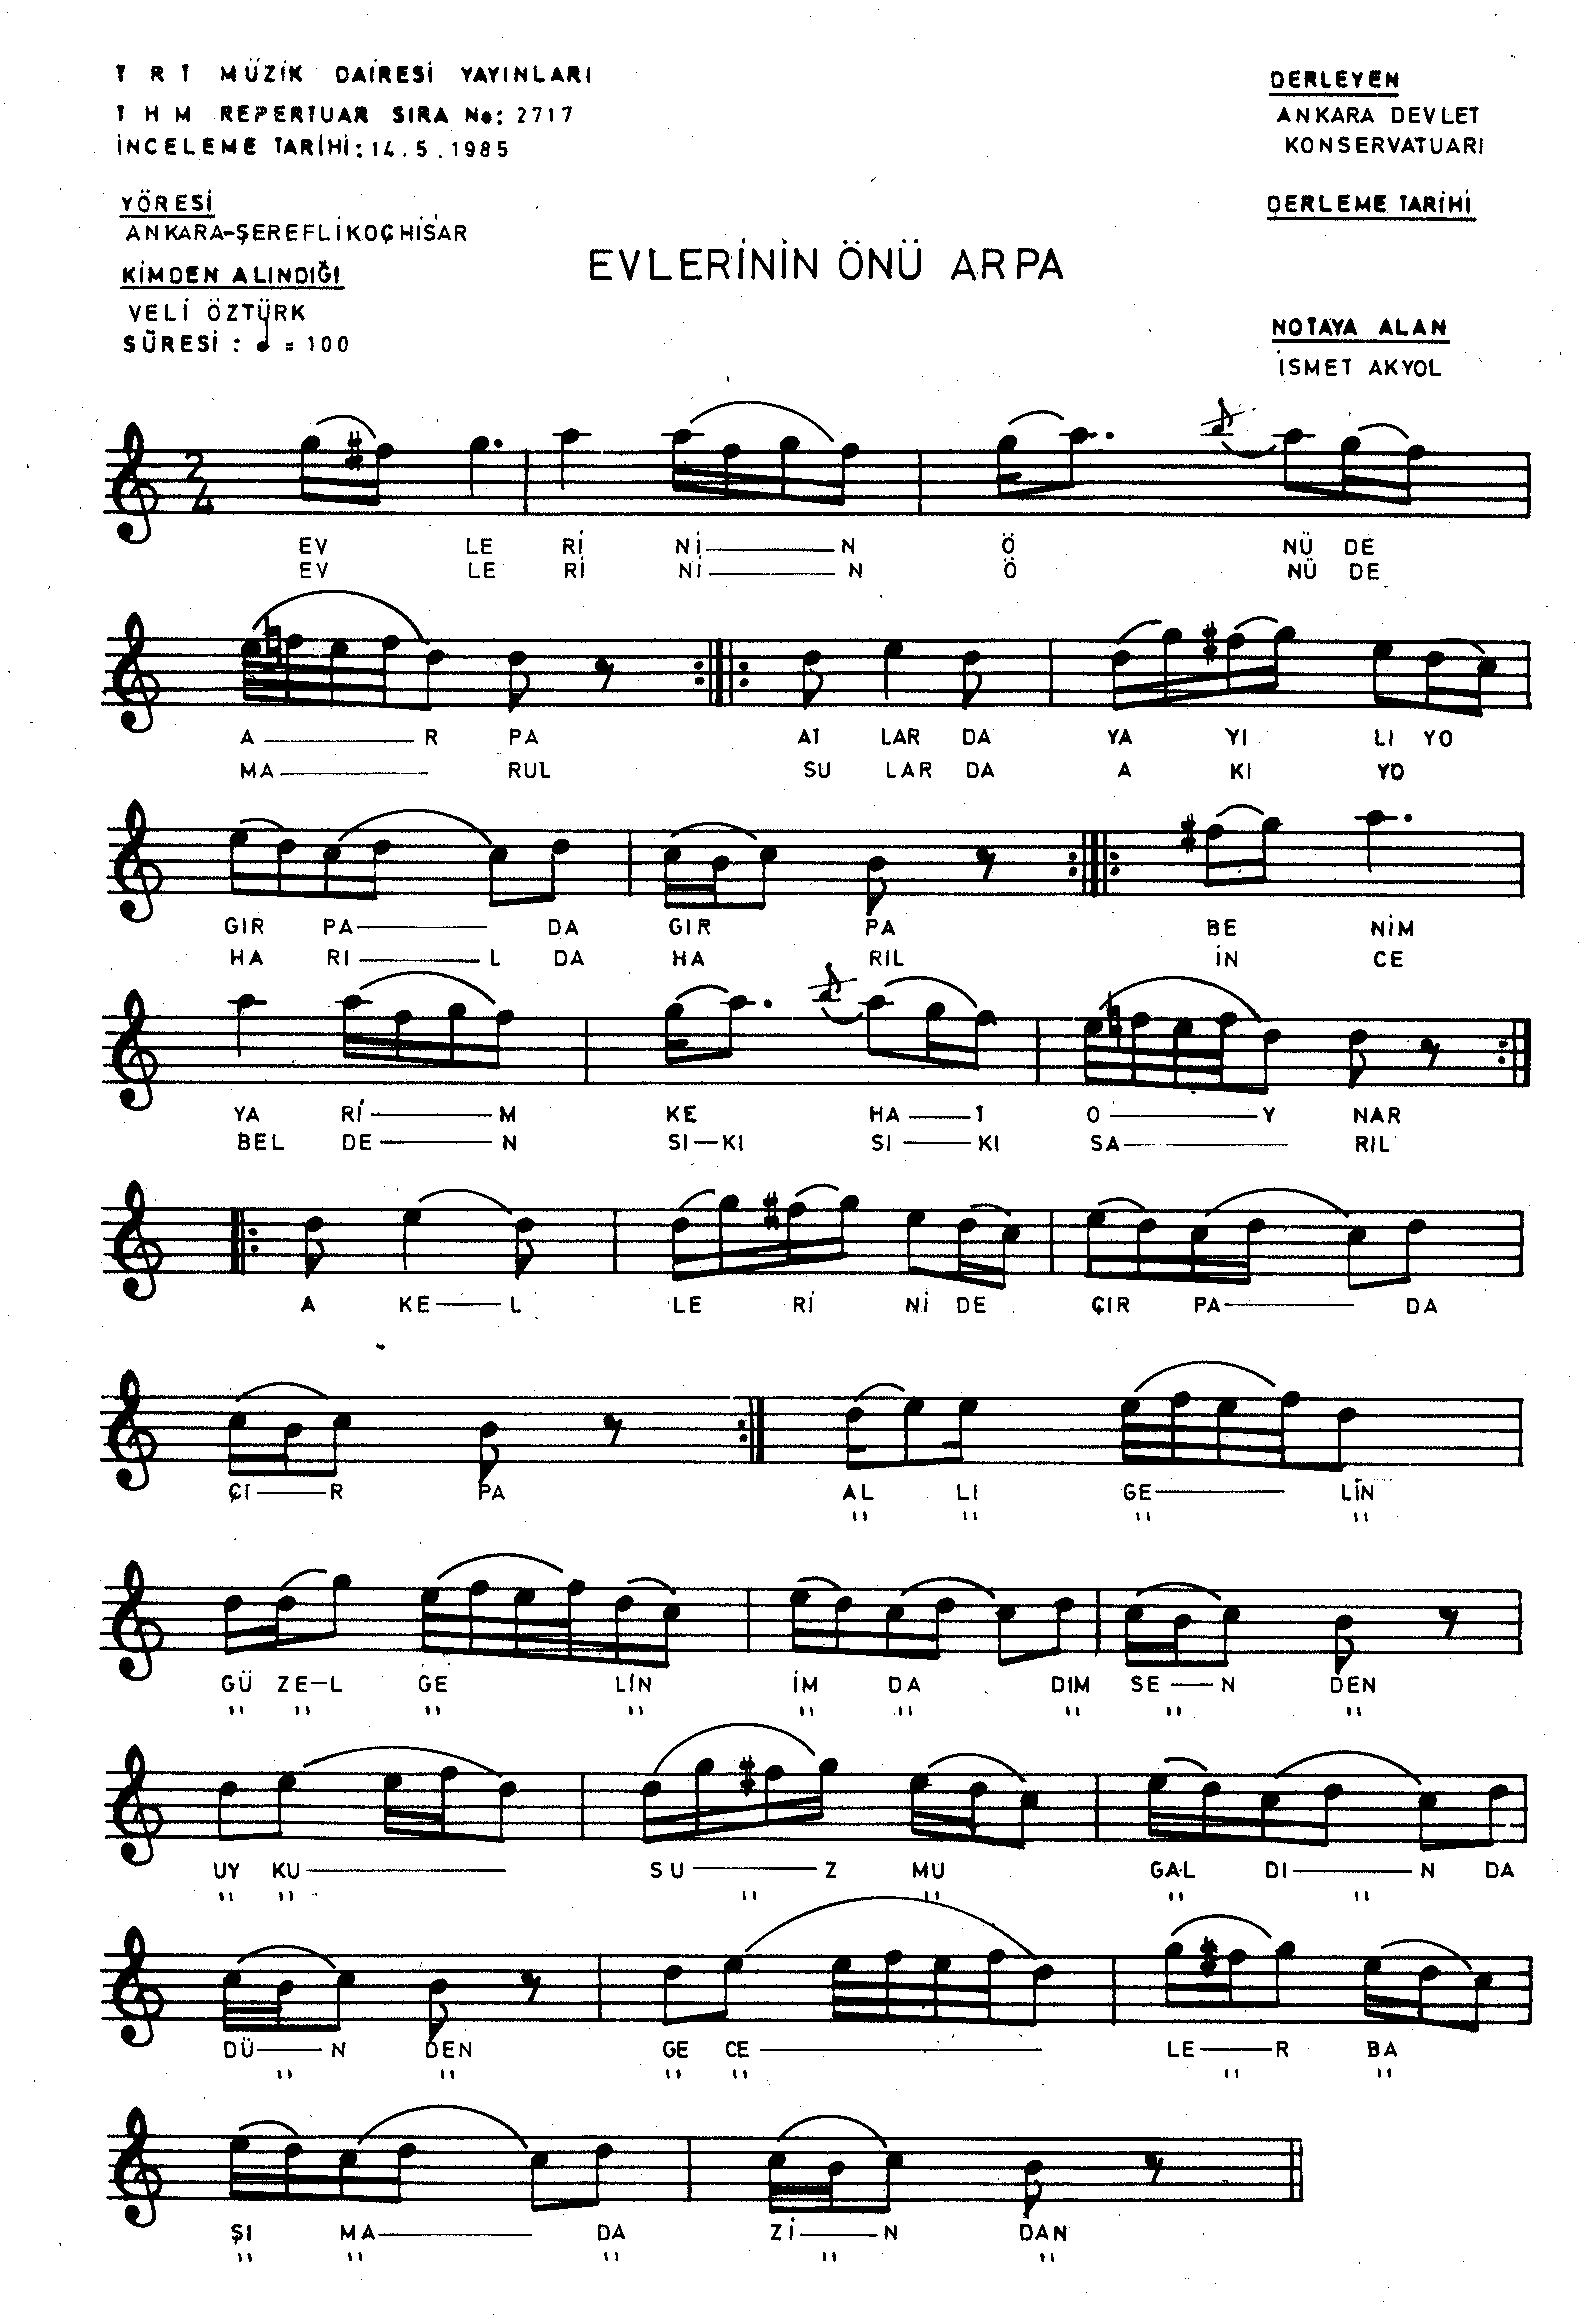 TRT MÜZİK DAİRESİ YAYINLARI
THM REPERTUAR SIRA No: 2717
İNCELEME TARİHİ: 14.5.1985
DERLEYEN
ANKARA DEVLET
KONSERVATUARI
YÖRESİ
ANKARA-ŞEREFLİKOÇHİSAR
DERLEME TARİHİ
KİMDEN ALINDIĞI
VELİ ÖZTÜRK
SÜRESİ : ♩ = 100
EVLERİNİN ÖNÜ ARPA
NOTAYA ALAN
İSMET AKYOL
2/4
EV LE Rİ Nİ——N Ö NÜ DE
EV LE Rİ Nİ——N Ö NÜ DE
A——R PA AT LAR DA YA YI LI YO
MA—— RUL SU LAR DA A KI YO
GIR PA—— DA GIR PA BE NİM
HA RI——L DA HA RIL İN CE
YA Rİ——M KE HA——T O——Y NAR
BEL DE——N SI—KI SI——KI SA—— RIL
A KE——L LE Rİ Nİ DE ÇIR PA—— DA
ÇI——R PA AL LI GE—— LİN
" " " "
GÜ ZE—L GE LİN İM DA DIM SE——N DEN
" " " " " " " " "
UY KU—— SU——Z MU GAL DI——N DA
" " " " " "
DÜ——N DEN GE CE—— LE——R BA
" " " " " "
ŞI MA—— DA Zİ——N DAN
" " " " "